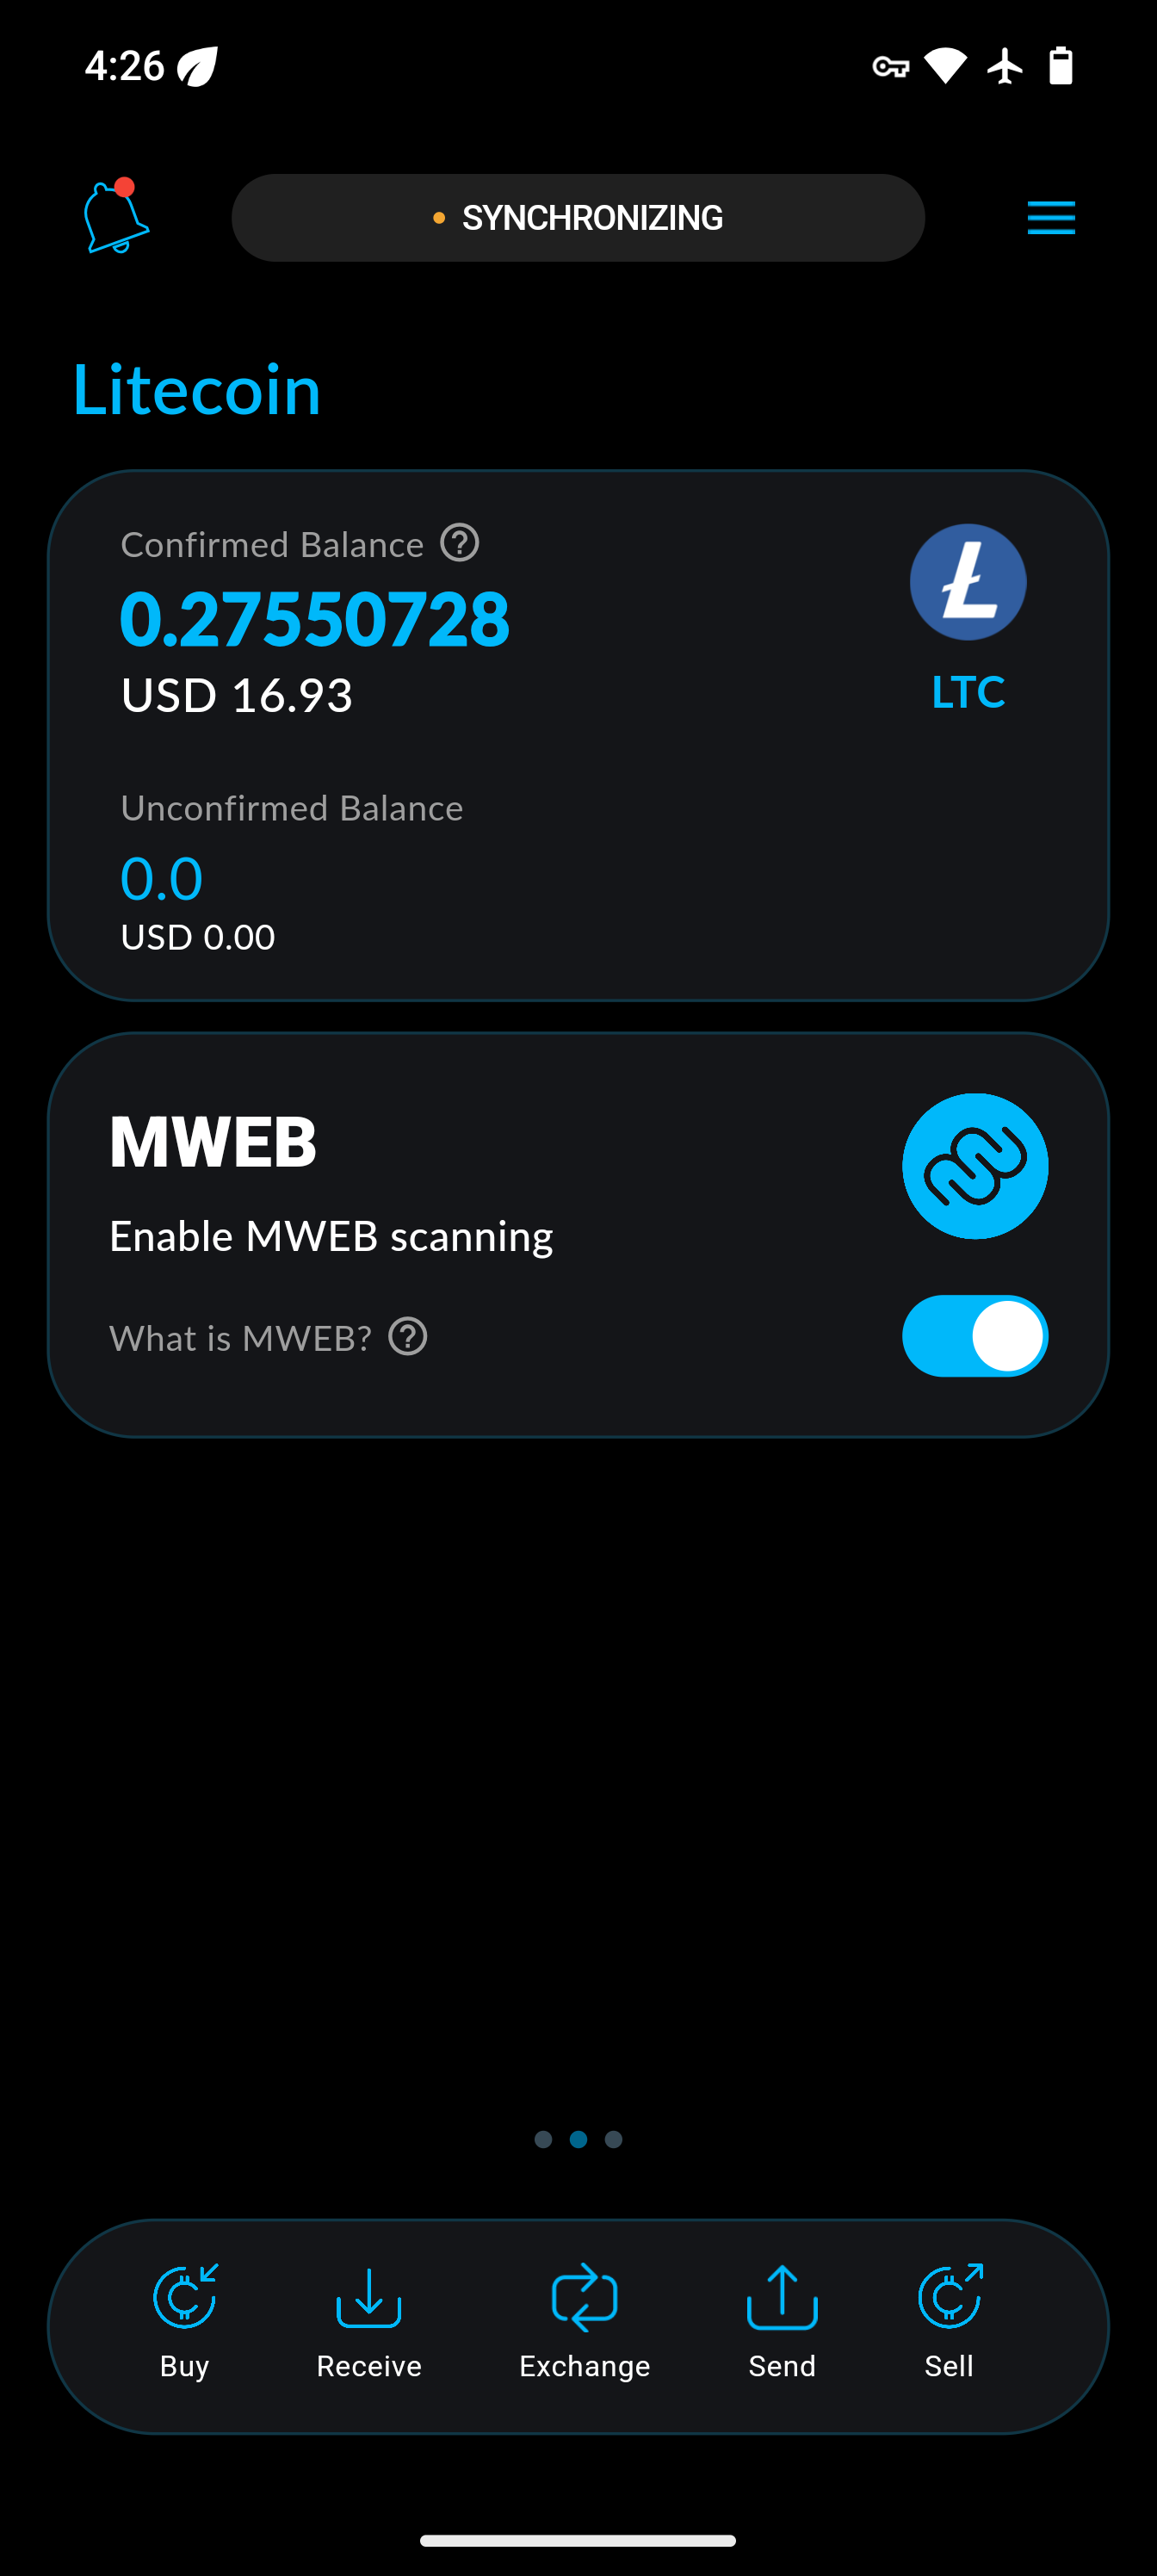 4:26
SYNCHRONIZING
Litecoin
Confirmed Balance
0.27550728
USD 16.93
LTC
Unconfirmed Balance
0.0
USD 0.00
MWEB
Enable MWEB scanning
What is MWEB?
Buy
Receive
Exchange
Send
Sell